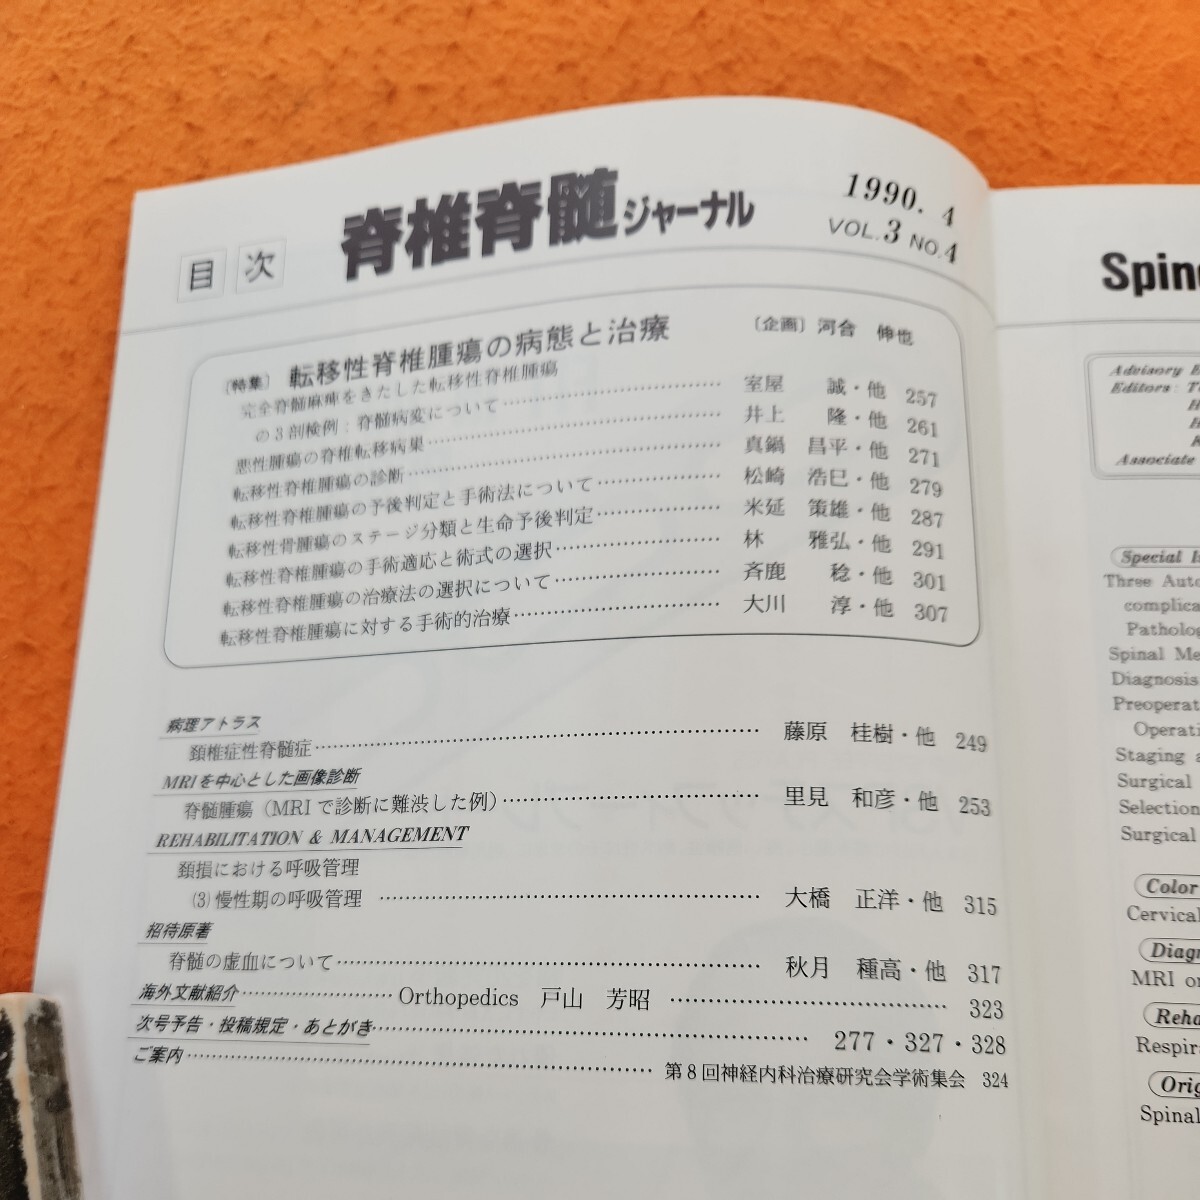 目次
脊椎脊髄ジャーナル
1990. 4
VOL.3 NO.4
〔特集〕 転移性脊椎腫瘍の病態と治療 〔企画〕河合 伸也
完全脊髄麻痺をきたした転移性脊椎腫瘍
の3剖検例：脊髄病変について…… 室屋 誠・他 257
悪性腫瘍の脊椎転移病巣…… 井上 隆・他 261
転移性脊椎腫瘍の診断…… 真鍋 昌平・他 271
転移性脊椎腫瘍の予後判定と手術法について…… 松崎 浩巳・他 279
転移性骨腫瘍のステージ分類と生命予後判定…… 米延 策雄・他 287
転移性脊椎腫瘍の手術適応と術式の選択…… 林 雅弘・他 291
転移性脊椎腫瘍の治療法の選択について…… 斉鹿 稔・他 301
転移性脊椎腫瘍に対する手術的治療…… 大川 淳・他 307
病理アトラス
頚椎症性脊髄症…… 藤原 桂樹・他 249
MRIを中心とした画像診断
脊髄腫瘍（MRIで診断に難渋した例）…… 里見 和彦・他 253
REHABILITATION & MANAGEMENT
頚損における呼吸管理
(3)慢性期の呼吸管理 …… 大橋 正洋・他 315
招待原著
脊髄の虚血について…… 秋月 種高・他 317
海外文献紹介…… Orthopedics 戸山 芳昭 …… 323
次号予告・投稿規定・あとがき…… 277・327・328
ご案内…… 第8回神経内科治療研究会学術集会 324
Spin
Advisory E
Editors: T
Associate
Special I
Three Auto
complica
Patholog
Spinal Me
Diagnosis
Preoperat
Operati
Staging a
Surgical
Selection
Surgical
Color
Cervical
Diagn
MRI or
Reha
Respir
Orig
Spinal